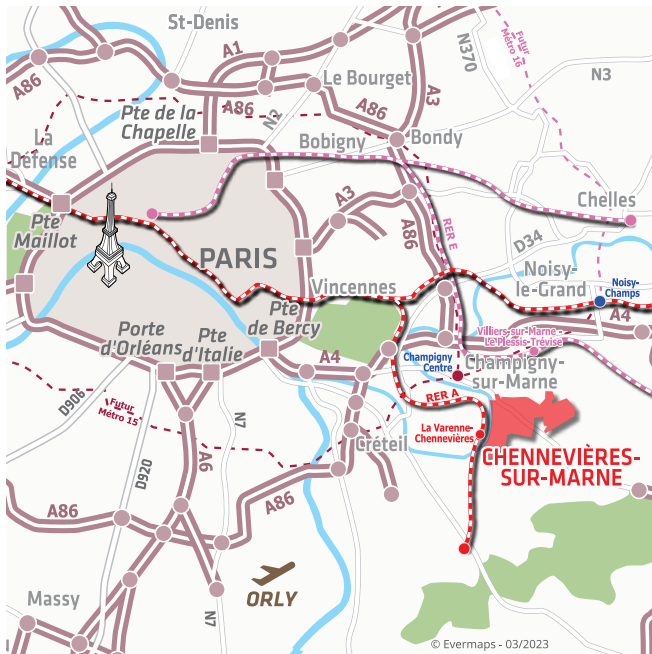 St-Denis
A1
N370
Futur
Métro 16
N3
A86
Le Bourget
A86
A3
A86
Pte de la
Chapelle
N2
La
Défense
Bobigny
Bondy
Chelles
Pte
Maillot
A3
A86
RER E
D34
PARIS
Noisy-
le-Grand
Noisy-
Champs
Vincennes
A4
Pte
de Bercy
Porte
d'Orléans
Pte
d'Italie
A4
Villiers-sur-Marne -
Le Plessis-Trévise
Champigny
Centre
Champigny-
sur-Marne
D906
Futur
Métro 15
N7
RER A
La Varenne-
Chennevières
Créteil
CHENNEVIÈRES-
SUR-MARNE
A6
D920
A86
A86
ORLY
N7
Massy
© Evermaps - 03/2023